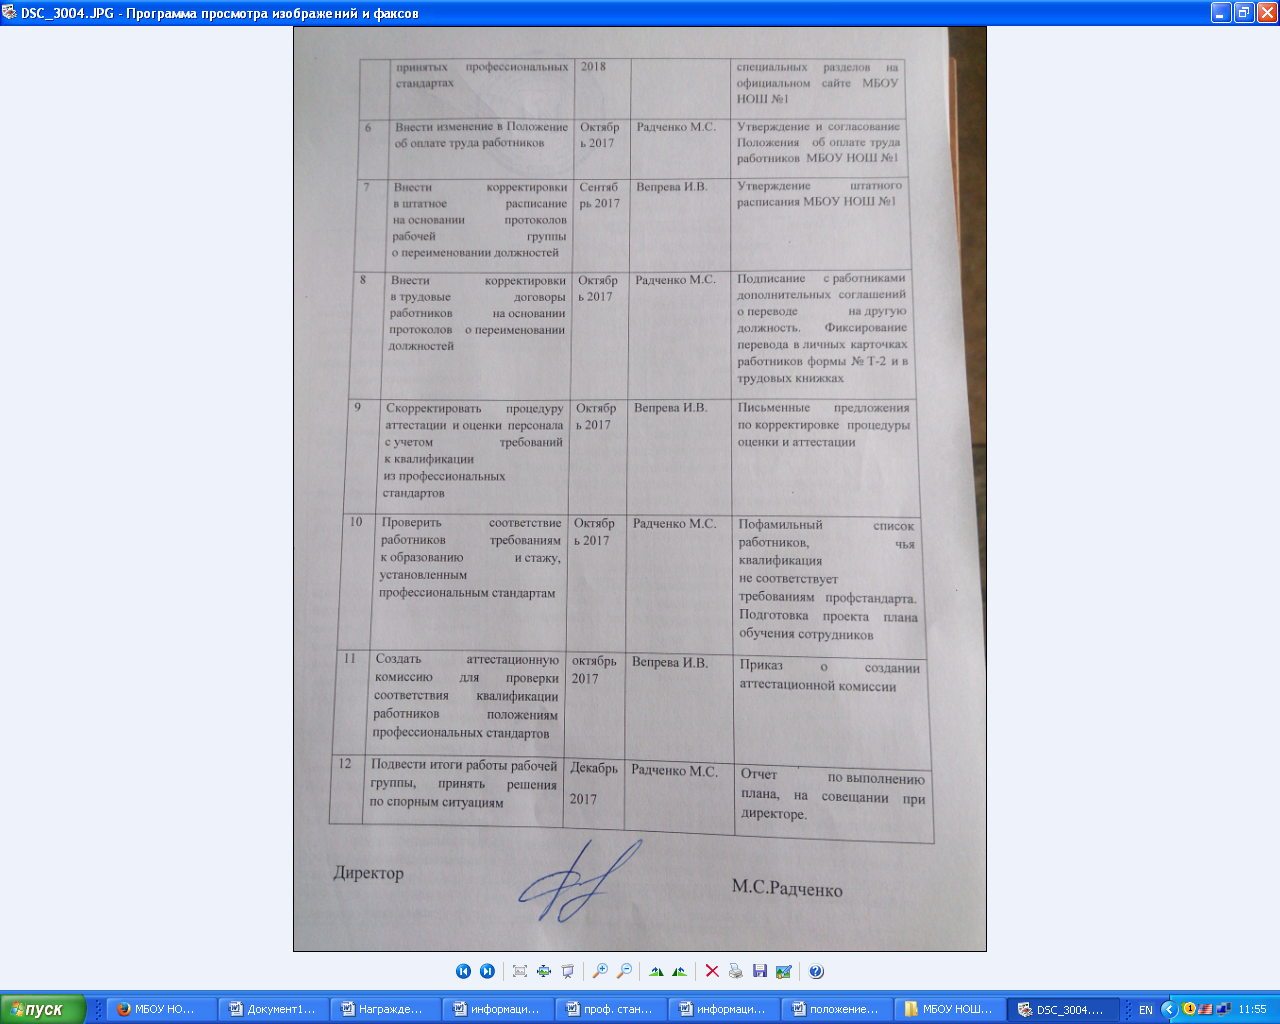 DSC_3004.JPG - Программа просмотра изображений и факсов
принятых профессиональных стандартах 2018 специальных разделов на
официальном сайте МБОУ
НОШ №1
6 Внести изменение в Положение Октябр Радченко М.С. Утверждение и согласование
об оплате труда работников ь 2017 Положения об оплате труда
работников МБОУ НОШ №1
7 Внести корректировки Сентяб Вепрева И.В. Утверждение штатного
в штатное расписание рь 2017 расписания МБОУ НОШ №1
на основании протоколов
рабочей группы
о переименовании должностей
8 Внести корректировки Октябр Радченко М.С. Подписание с работниками
в трудовые договоры ь 2017 дополнительных соглашений
работников на основании о переводе на другую
протоколов о переименовании должность. Фиксирование
должностей перевода в личных карточках
работников формы № Т-2 и в
трудовых книжках
9 Скорректировать процедуру Октябр Вепрева И.В. Письменные предложения
аттестации и оценки персонала ь 2017 по корректировке процедуры
с учетом требований оценки и аттестации
к квалификации
из профессиональных
стандартов
10 Проверить соответствие Октябр Радченко М.С. Пофамильный список
работников требованиям ь 2017 работников, чья
к образованию и стажу, квалификация
установленным не соответствует
профессиональным стандартам требованиям профстандарта.
Подготовка проекта плана
обучения сотрудников
11 Создать аттестационную октябрь Вепрева И.В. Приказ о создании
комиссию для проверки 2017 аттестационной комиссии
соответствия квалификации
работников положениям
профессиональных стандартов
12 Подвести итоги работы рабочей Декабрь Радченко М.С. Отчет по выполнению
группы, принять решения 2017 плана, на совещании при
по спорным ситуациям директоре.
Директор М.С.Радченко
пуск МБОУ НО... Документ1... Награжде... информаци... проф. стан... информаци... положение... МБОУ НОШ... DSC_3004.... EN 11:55